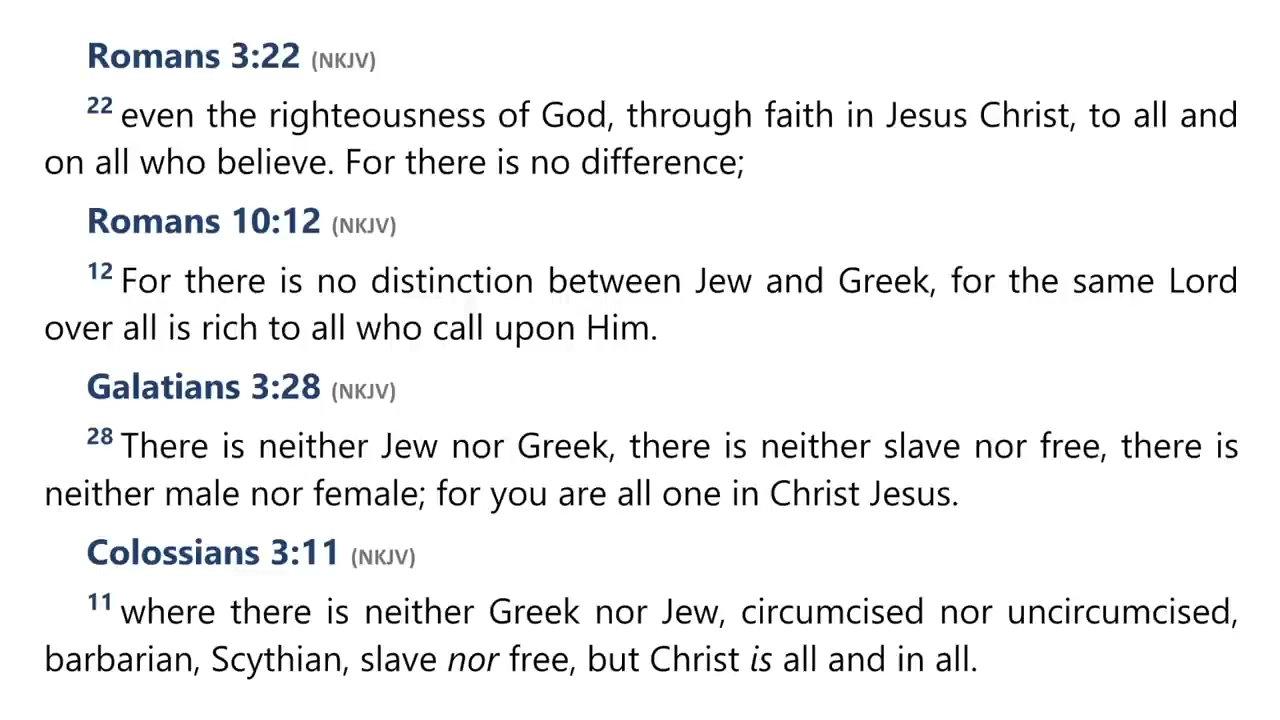 Romans 3:22 (NKJV)
22 even the righteousness of God, through faith in Jesus Christ, to all and
on all who believe. For there is no difference;
Romans 10:12 (NKJV)
12 For there is no distinction between Jew and Greek, for the same Lord
over all is rich to all who call upon Him.
Galatians 3:28 (NKJV)
28 There is neither Jew nor Greek, there is neither slave nor free, there is
neither male nor female; for you are all one in Christ Jesus.
Colossians 3:11 (NKJV)
11 where there is neither Greek nor Jew, circumcised nor uncircumcised,
barbarian, Scythian, slave nor free, but Christ is all and in all.